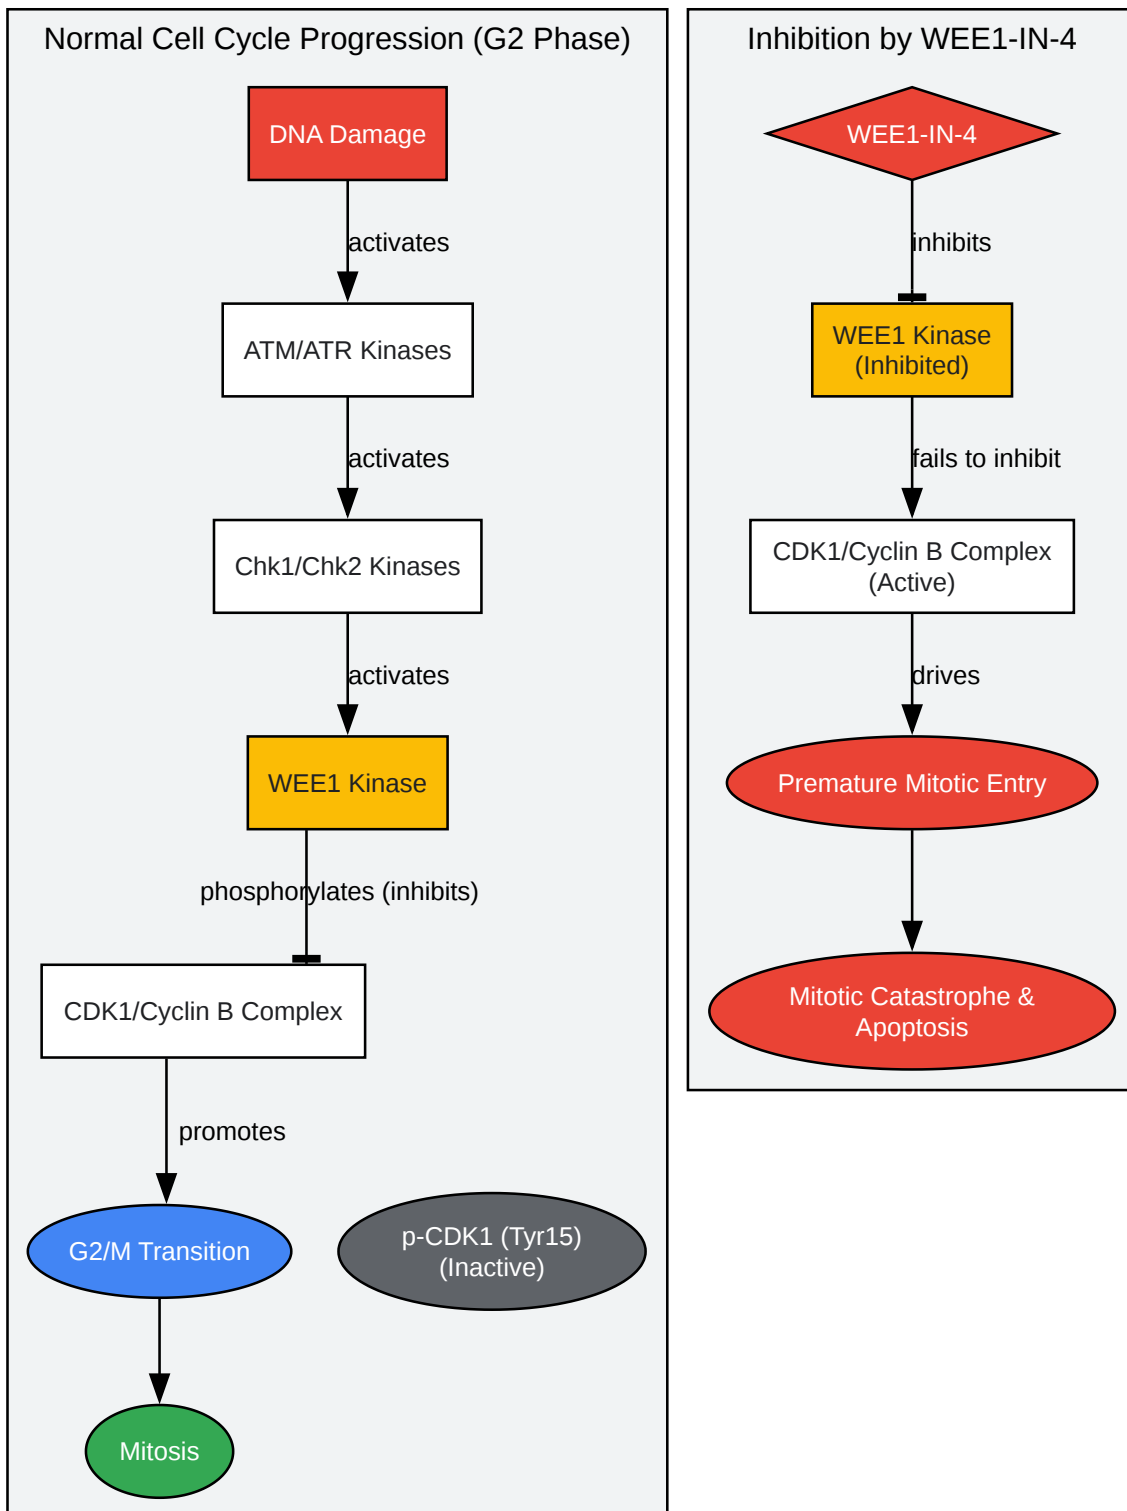 Normal Cell Cycle Progression (G2 Phase)
DNA Damage
activates
ATM/ATR Kinases
activates
Chk1/Chk2 Kinases
activates
WEE1 Kinase
phosphorylates (inhibits)
CDK1/Cyclin B Complex
promotes
G2/M Transition
p-CDK1 (Tyr15)
(Inactive)
Mitosis
Inhibition by WEE1-IN-4
WEE1-IN-4
inhibits
WEE1 Kinase
(Inhibited)
fails to inhibit
CDK1/Cyclin B Complex
(Active)
drives
Premature Mitotic Entry
Mitotic Catastrophe &
Apoptosis